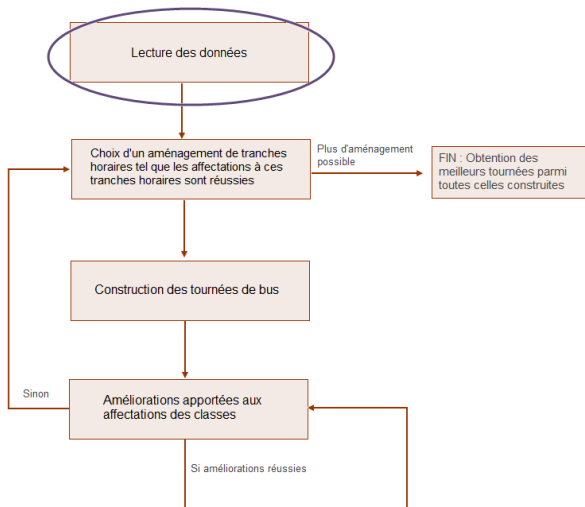 Lecture des données
Choix d'un aménagement de tranches
horaires tel que les affectations à ces
tranches horaires sont réussies
Plus d'aménagement
possible
FIN : Obtention des
meilleurs tournées parmi
toutes celles construites
Construction des tournées de bus
Sinon
Améliorations apportées aux
affectations des classes
Si améliorations réussies